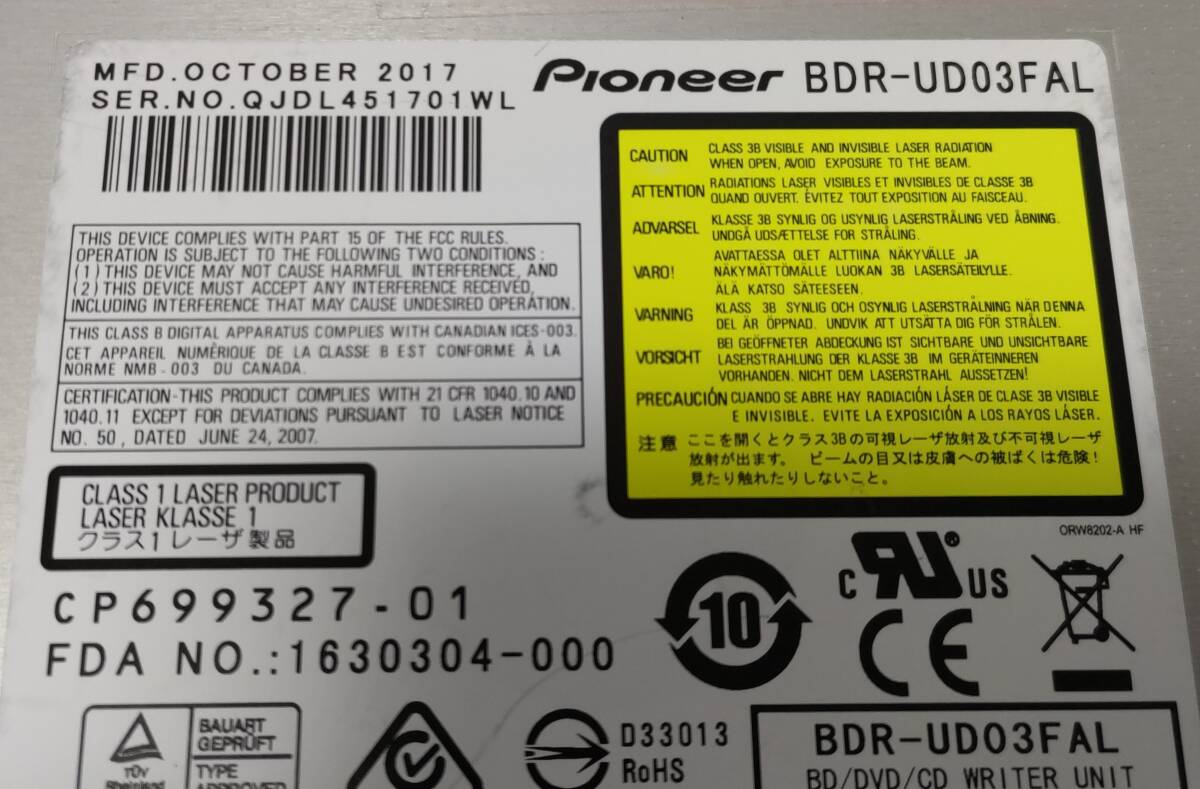 MFD.OCTOBER 2017
SER.NO.QJDL451701WL
Pioneer BDR-UD03FAL
CAUTION CLASS 3B VISIBLE AND INVISIBLE LASER RADIATION
WHEN OPEN, AVOID EXPOSURE TO THE BEAM.
ATTENTION RADIATIONS LASER VISIBLES ET INVISIBLES DE CLASSE 3B
QUAND OUVERT. ÉVITEZ TOUT EXPOSITION AU FAISCEAU.
ADVARSEL KLASSE 3B SYNLIG OG USYNLIG LASERSTRÅLING VED ÅBNING.
UNDGÅ UDSÆTTELSE FOR STRÅLING.
VARO! AVATTAESSA OLET ALTTIINA NÄKYVÄLLE JA
NÄKYMÄTTÖMÄLLE LUOKAN 3B LASERSÄTEILYLLE.
ÄLÄ KATSO SÄTEESEEN.
VARNING KLASS 3B SYNLIG OCH OSYNLIG LASERSTRÅLNING NÄR DENNA
DEL ÄR ÖPPNAD. UNDVIK ATT UTSÄTTA DIG FÖR STRÅLEN.
VORSICHT BEI GEÖFFNETER ABDECKUNG IST SICHTBARE UND UNSICHTBARE
LASERSTRAHLUNG DER KLASSE 3B IM GERÄTEINNEREN
VORHANDEN. NICHT DEM LASERSTRAHL AUSSETZEN!
PRECAUCIÓN CUANDO SE ABRE HAY RADIACIÓN LÁSER DE CLASE 3B VISIBLE
E INVISIBLE. EVITE LA EXPOSICIÓN A LOS RAYOS LÁSER.
注意 ここを開くとクラス3Bの可視レーザ放射及び不可視レーザ
放射が出ます。 ビームの目又は皮膚への被ばくは危険！
見たり触れたりしないこと。
ORW8202-A HF
THIS DEVICE COMPLIES WITH PART 15 OF THE FCC RULES.
OPERATION IS SUBJECT TO THE FOLLOWING TWO CONDITIONS :
(1) THIS DEVICE MAY NOT CAUSE HARMFUL INTERFERENCE, AND
(2) THIS DEVICE MUST ACCEPT ANY INTERFERENCE RECEIVED,
INCLUDING INTERFERENCE THAT MAY CAUSE UNDESIRED OPERATION.
THIS CLASS B DIGITAL APPARATUS COMPLIES WITH CANADIAN ICES-003.
CET APPAREIL NUMÉRIQUE DE LA CLASSE B EST CONFORME À LA
NORME NMB-003 DU CANADA.
CERTIFICATION-THIS PRODUCT COMPLIES WITH 21 CFR 1040.10 AND
1040.11 EXCEPT FOR DEVIATIONS PURSUANT TO LASER NOTICE
NO. 50, DATED JUNE 24, 2007.
CLASS 1 LASER PRODUCT
LASER KLASSE 1
クラス1レーザ製品
CP699327-01
FDA NO.:1630304-000
10
C RU® US
CE
TÜV
Rheinland
BAUART
GEPRÜFT
TYPE
APPROVED
D33013
RoHS
BDR-UD03FAL
BD/DVD/CD WRITER UNIT